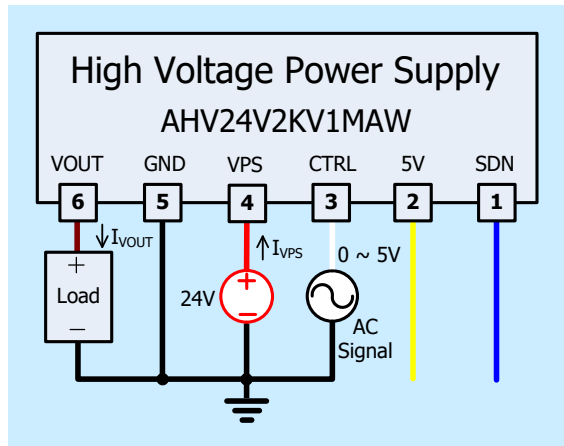 High Voltage Power Supply
AHV24V2KV1MAW
VOUT GND VPS CTRL 5V SDN
6 5 4 3 2 1
IVOUT IVPS 0 ~ 5V
+ +
Load 24V
− −
AC
Signal